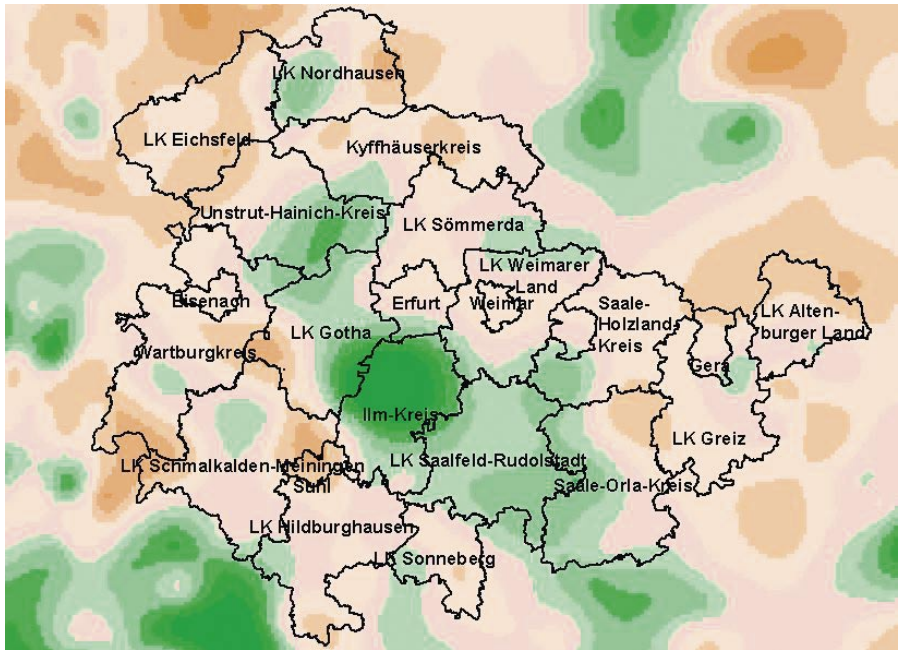 LK Nordhausen
LK Eichsfeld
Kyffhäuserkreis
Unstrut-Hainich-Kreis
LK Sömmerda
LK Weimarer
Land
Eisenach
Erfurt
Weimar
Saale-
Holzland-
Kreis
LK Alten-
burger Land
LK Gotha
Wartburgkreis
Gera
Ilm-Kreis
LK Greiz
LK Schmalkalden-Meiningen
LK Saalfeld-Rudolstadt
Suhl
Saale-Orla-Kreis
LK Hildburghausen
LK Sonneberg